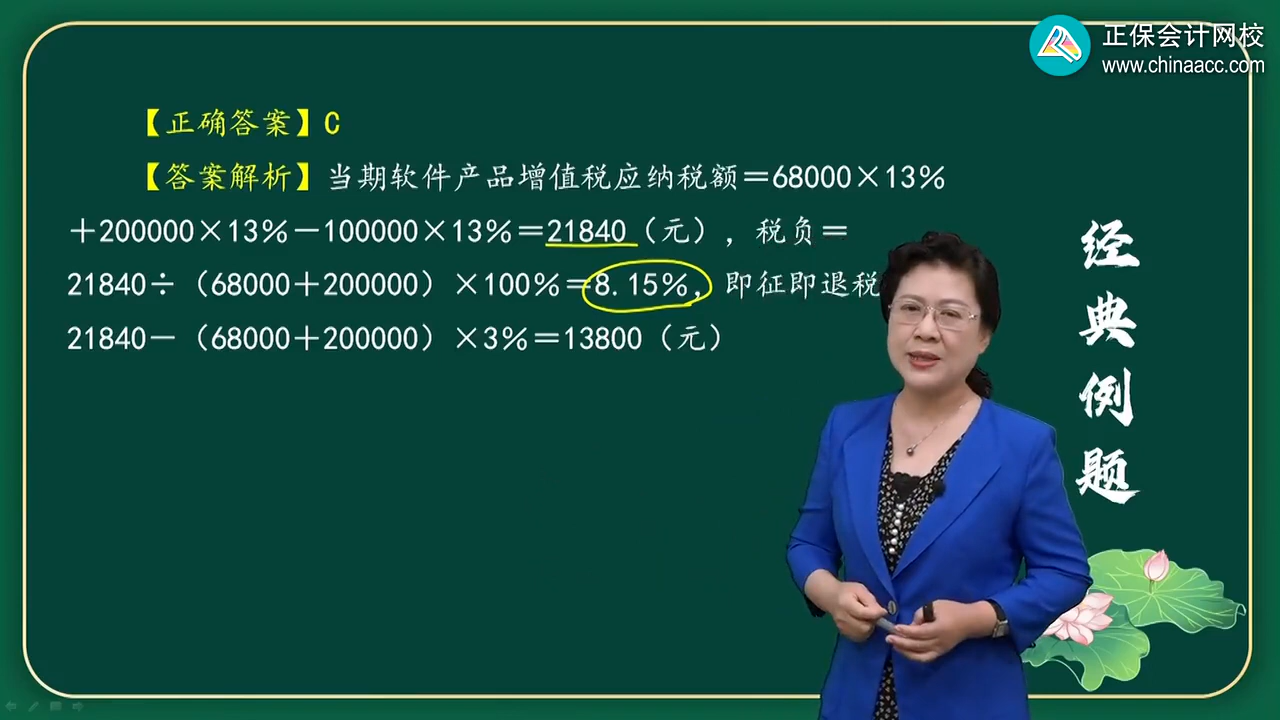 正保会计网校
www.chinaacc.com
【正确答案】C
【答案解析】当期软件产品增值税应纳税额＝68000×13%
＋200000×13%－100000×13%＝21840（元），税负＝
21840÷（68000＋200000）×100%＝8.15%，即征即退税
21840－（68000＋200000）×3%＝13800（元）
经典例题